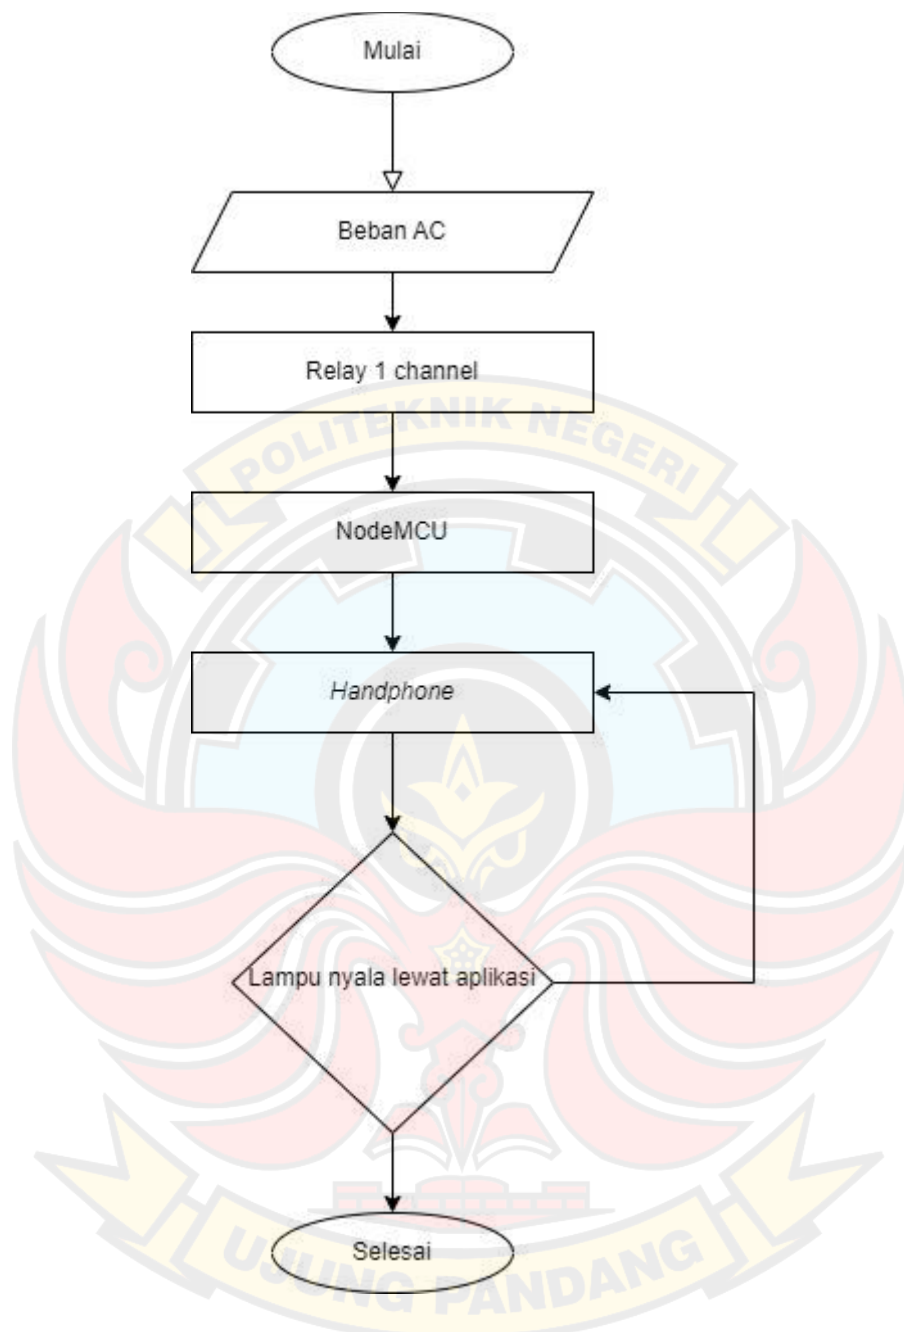 Mulai
Beban AC
Relay 1 channel
POLITEKNIK NEGERI
NodeMCU
Handphone
Lampu nyala lewat aplikasi
Selesai
UJUNG PANDANG